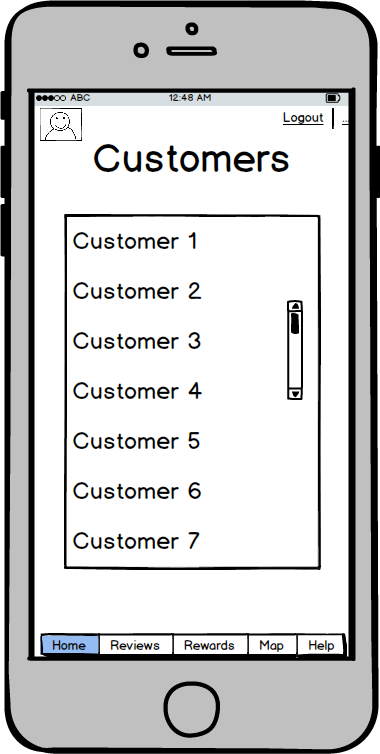 ABC 12:48 AM
Logout ...
Customers
Customer 1
Customer 2
Customer 3
Customer 4
Customer 5
Customer 6
Customer 7
Home Reviews Rewards Map Help